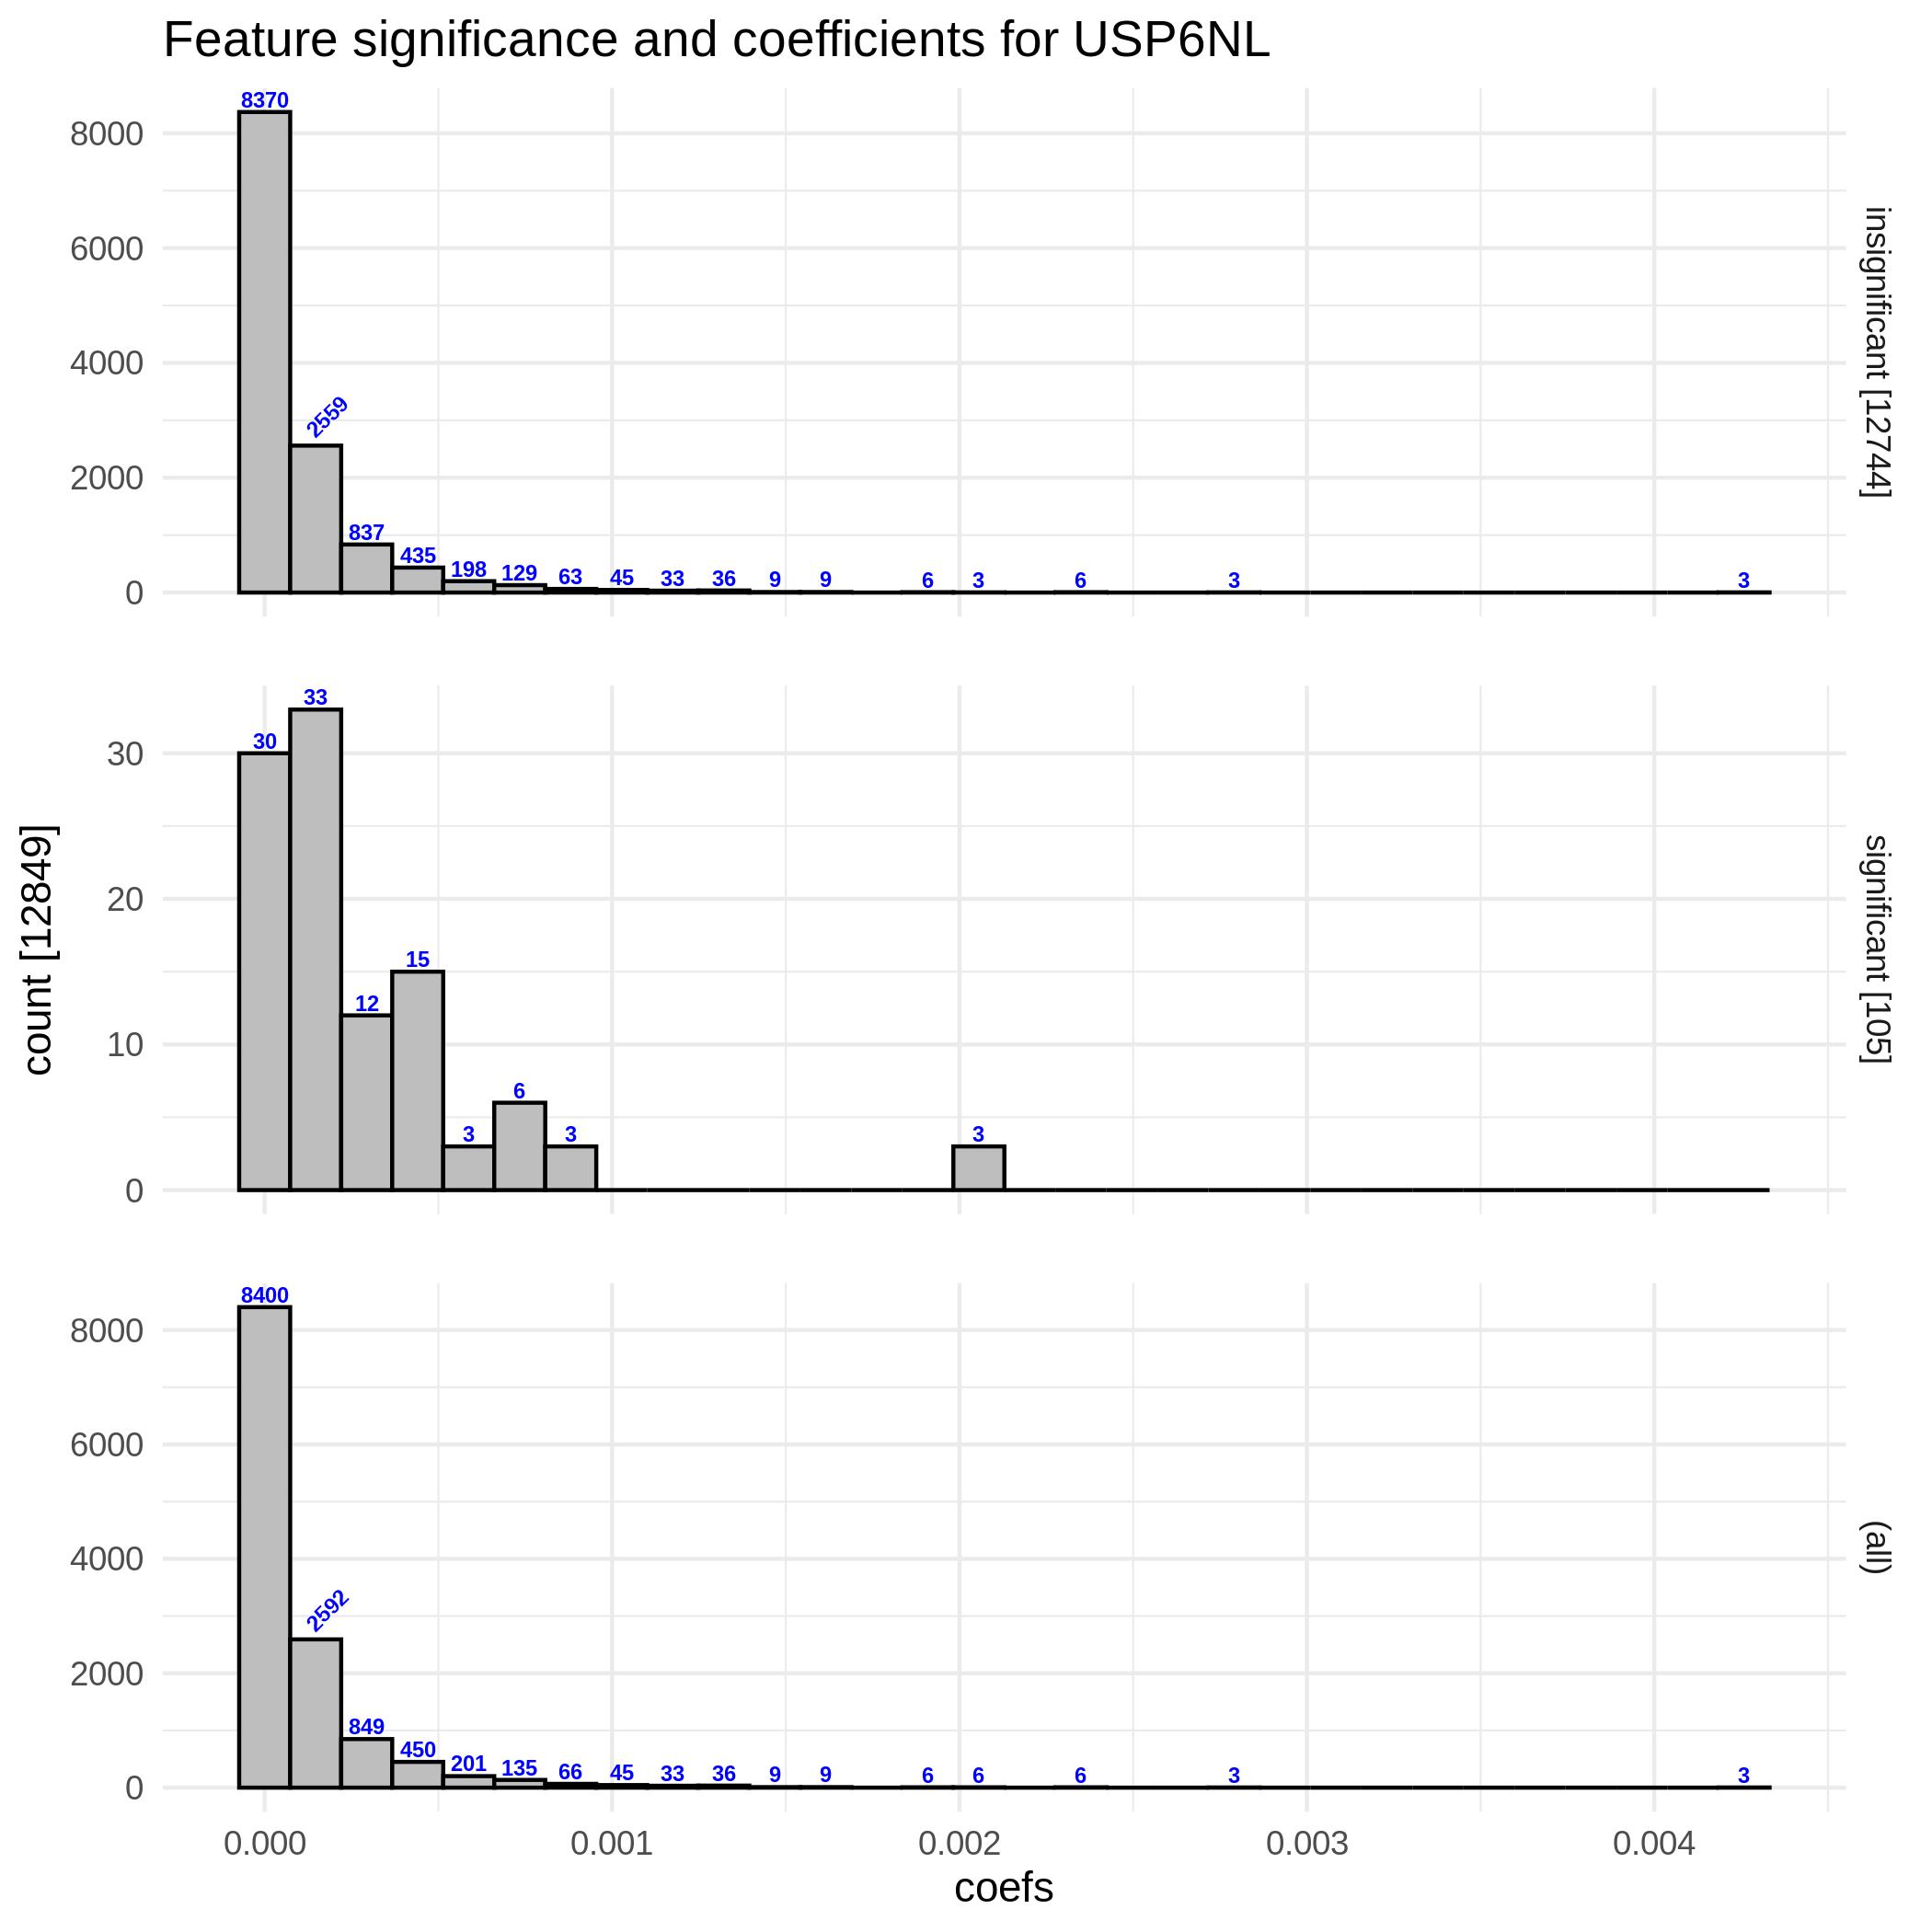 Feature significance and coefficients for USP6NL
count [12849]
8370
8000
6000
4000
2559
2000
837
435
198 129 63 45 33 36 9 9 6 3 6 3 3
0
insignificant [12744]
33
30
30
20
15
12
10
6
3 3 3
0
significant [105]
8400
8000
6000
4000
2592
2000
849
450
201 135 66 45 33 36 9 9 6 6 6 3 3
0
(all)
0.000 0.001 0.002 0.003 0.004
coefs